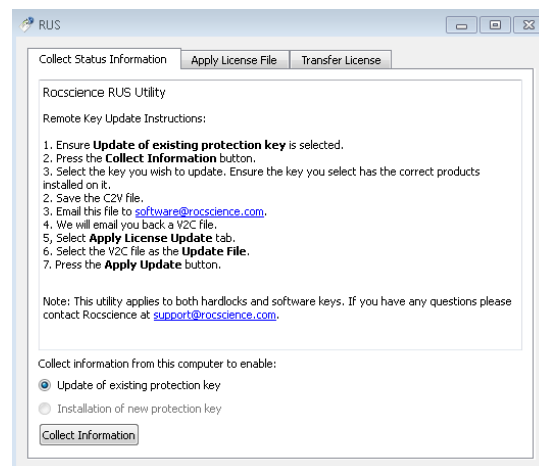 RUS
Collect Status Information Apply License File Transfer License
Rocscience RUS Utility
Remote Key Update Instructions:
1. Ensure Update of existing protection key is selected.
2. Press the Collect Information button.
3. Select the key you wish to update. Ensure the key you select has the correct products
installed on it.
2. Save the C2V file.
3. Email this file to software@rocscience.com.
4. We will email you back a V2C file.
5, Select Apply License Update tab.
6. Select the V2C file as the Update File.
7. Press the Apply Update button.
Note: This utility applies to both hardlocks and software keys. If you have any questions please
contact Rocscience at support@rocscience.com.
Collect information from this computer to enable:
Update of existing protection key
Installation of new protection key
Collect Information